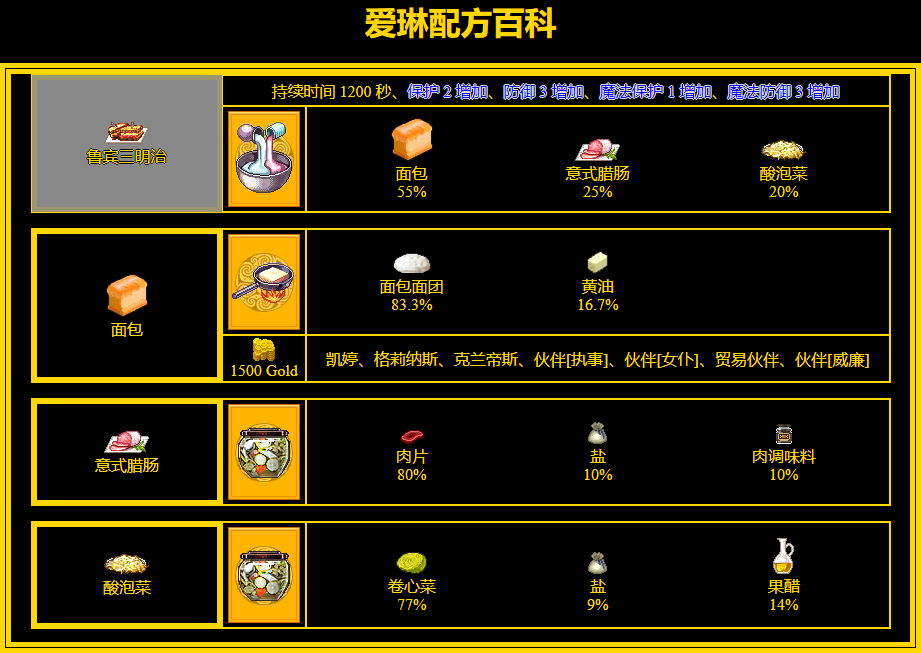 爱琳配方百科
持续时间 1200 秒、保护 2 增加、防御 3 增加、魔法保护 1 增加、魔法防御 3 增加
鲁宾三明治
面包
55%
意式腊肠
25%
酸泡菜
20%
面包
面包面团
83.3%
黄油
16.7%
1500 Gold
凯婷、格莉纳斯、克兰帝斯、伙伴[执事]、伙伴[女仆]、贸易伙伴、伙伴[威廉]
意式腊肠
肉片
80%
盐
10%
肉调味料
10%
酸泡菜
卷心菜
77%
盐
9%
果醋
14%